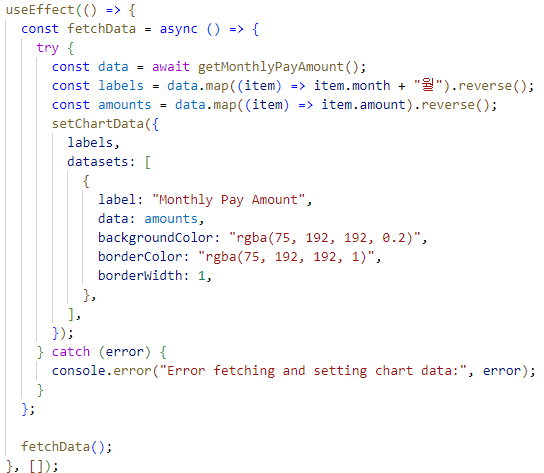 useEffect(() => {
  const fetchData = async () => {
    try {
      const data = await getMonthlyPayAmount();
      const labels = data.map((item) => item.month + "월").reverse();
      const amounts = data.map((item) => item.amount).reverse();
      setChartData({
        labels,
        datasets: [
          {
            label: "Monthly Pay Amount",
            data: amounts,
            backgroundColor: "rgba(75, 192, 192, 0.2)",
            borderColor: "rgba(75, 192, 192, 1)",
            borderWidth: 1,
          },
        ],
      });
    } catch (error) {
      console.error("Error fetching and setting chart data:", error);
    }
  };

  fetchData();
}, []);